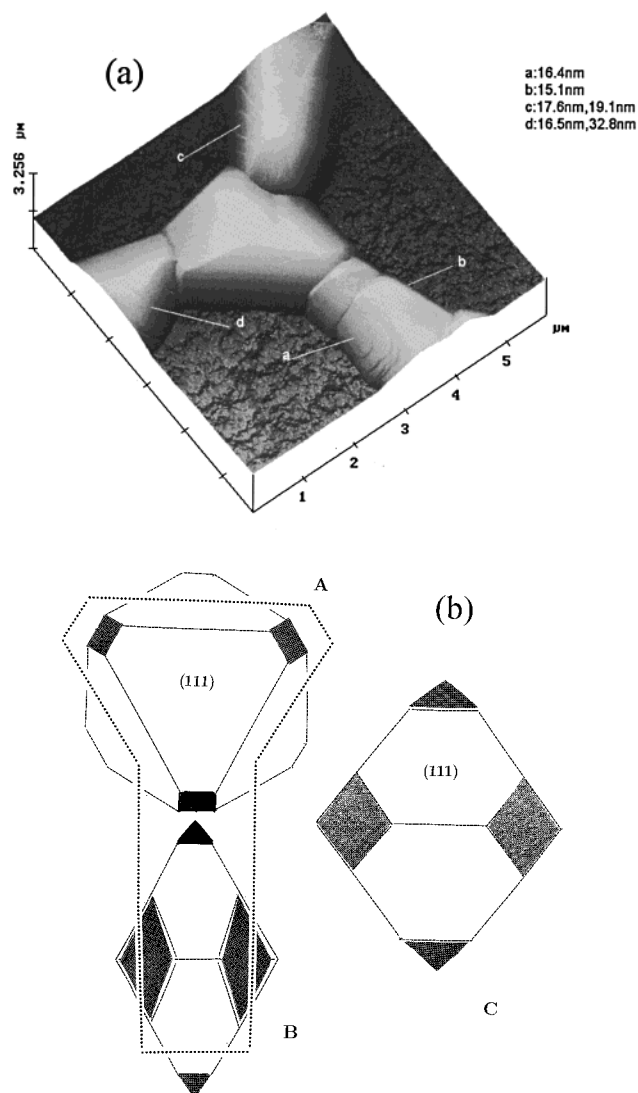 (a)
a:16.4nm
b:15.1nm
c:17.6nm,19.1nm
d:16.5nm,32.8nm
c
3.256 µM
b
d
a
µM
1
2
3
4
5
A
(b)
(111)
(111)
B
C